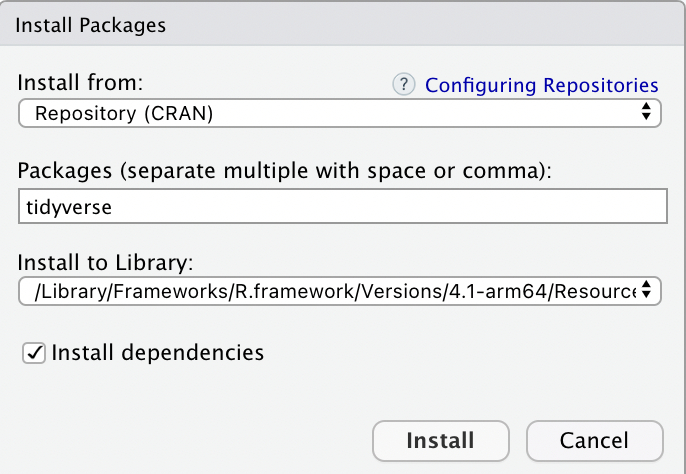 Install Packages
Install from:
? Configuring Repositories
Repository (CRAN)
Packages (separate multiple with space or comma):
tidyverse
Install to Library:
/Library/Frameworks/R.framework/Versions/4.1-arm64/Resource
Install dependencies
Install Cancel